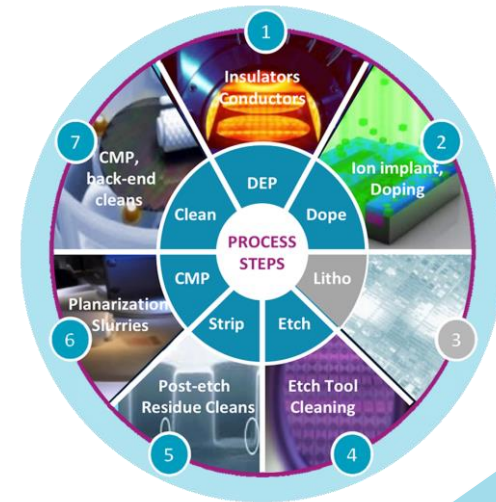 1
Insulators
Conductors
2
Ion implant,
Doping
3
4
Etch Tool
Cleaning
5
Post-etch
Residue Cleans
6
Planarization
Slurries
7
CMP,
back-end
cleans
DEP
Dope
Litho
Etch
Strip
CMP
Clean
PROCESS
STEPS